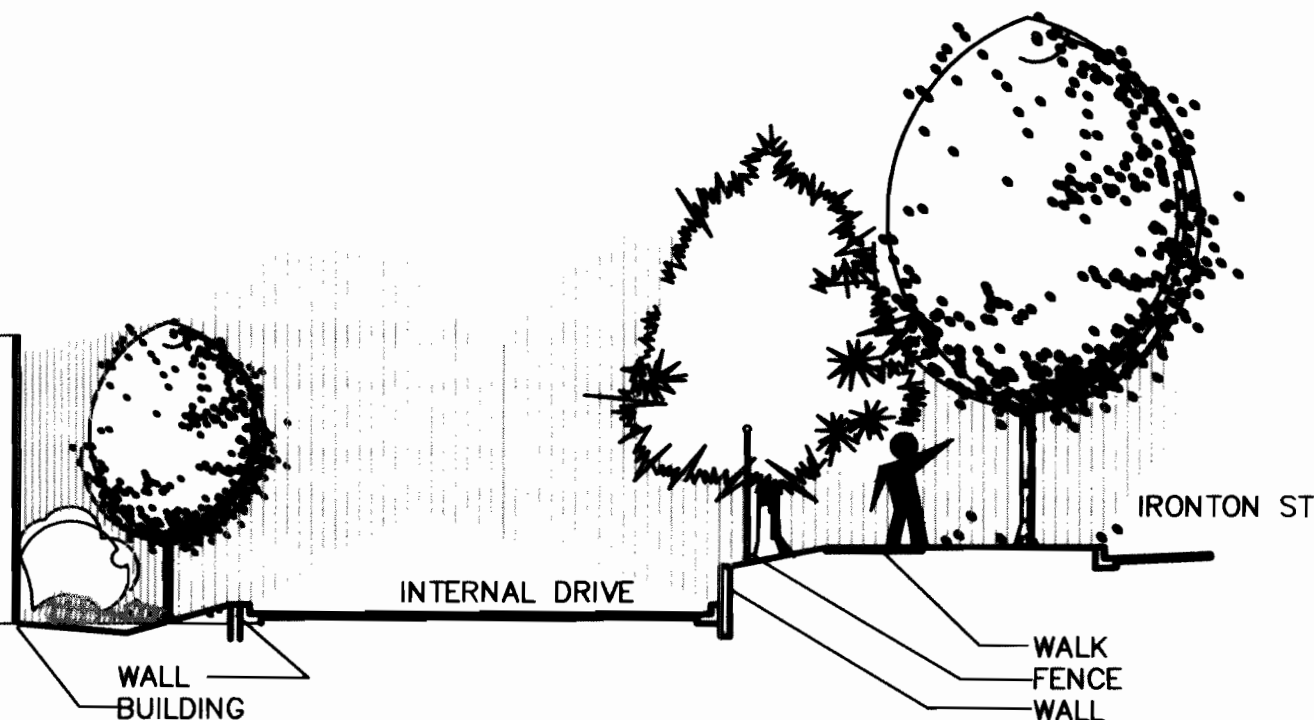 IRONTON ST
INTERNAL DRIVE
WALL
BUILDING
WALK
FENCE
WALL